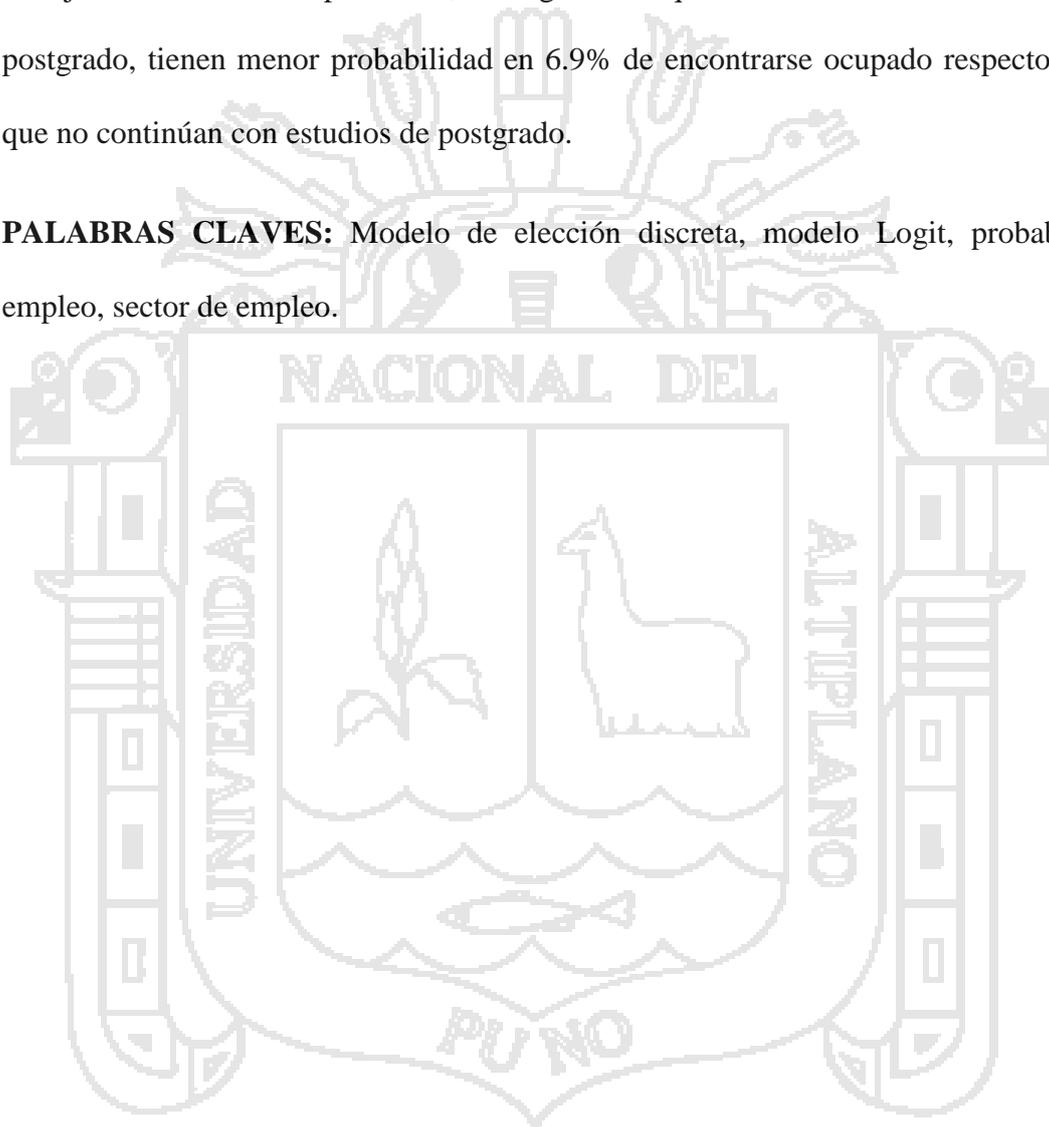 postgrado, tienen menor probabilidad en 6.9% de encontrarse ocupado respecto
que no continúan con estudios de postgrado.
PALABRAS CLAVES: Modelo de elección discreta, modelo Logit,
empleo, sector de empleo.
NACIONAL DEL
UNIVERSIDAD
ALTIPLANO
PUNO